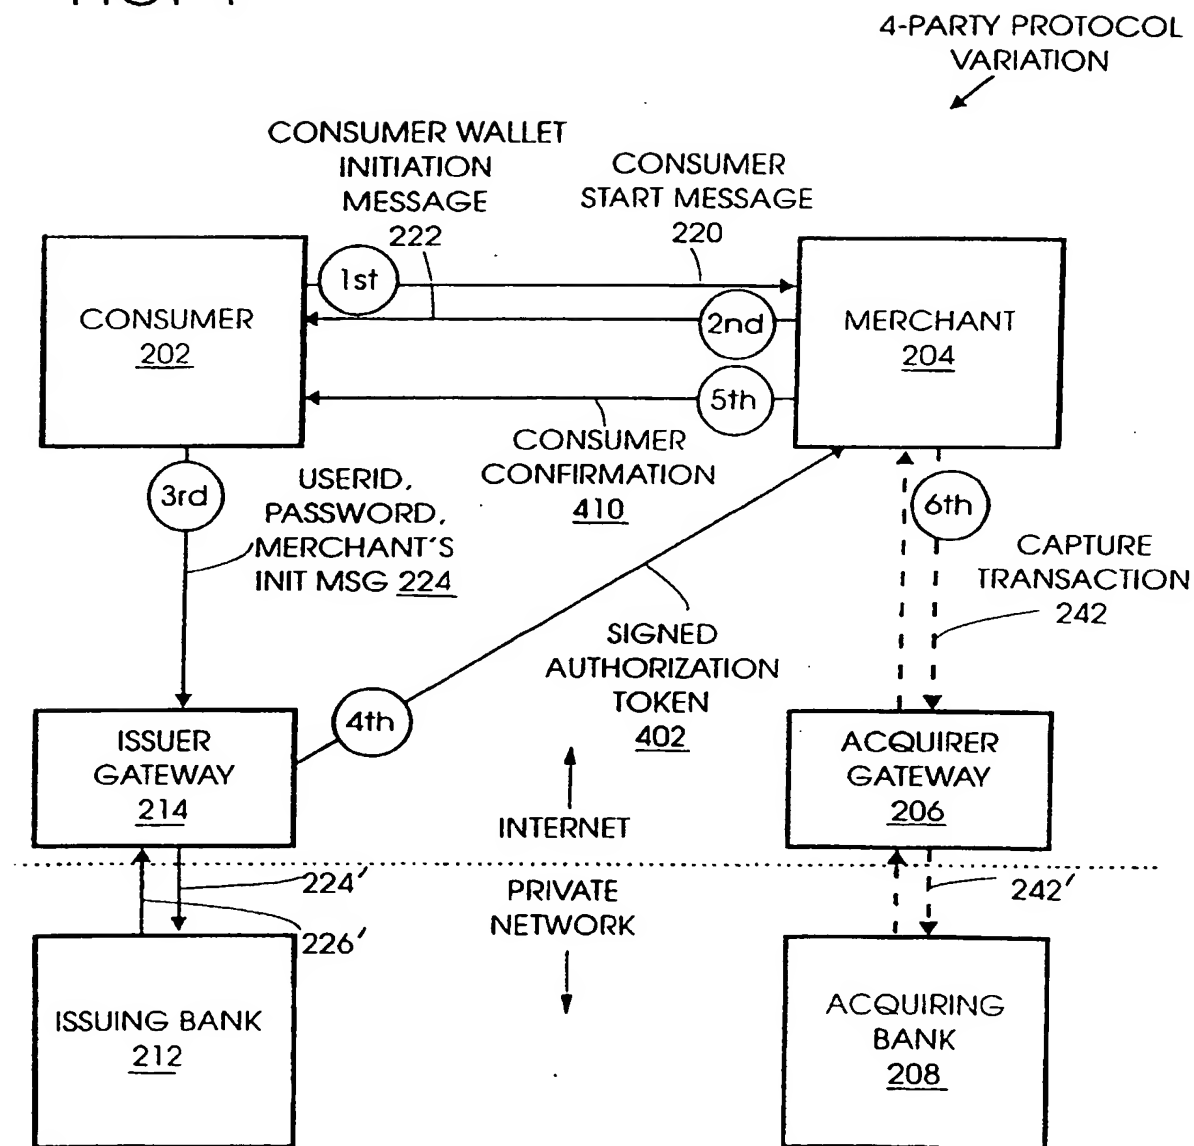 4-PARTY PROTOCOL
VARIATION
CONSUMER WALLET
INITIATION
MESSAGE
222
CONSUMER
START MESSAGE
220
1st
2nd
5th
CONSUMER
202
MERCHANT
204
CONSUMER
CONFIRMATION
410
3rd
USERID,
PASSWORD,
MERCHANT'S
INIT MSG 224
6th
CAPTURE
TRANSACTION
242
SIGNED
AUTHORIZATION
TOKEN
402
4th
ISSUER
GATEWAY
214
ACQUIRER
GATEWAY
206
INTERNET
PRIVATE
NETWORK
224'
226'
242'
ISSUING BANK
212
ACQUIRING
BANK
208